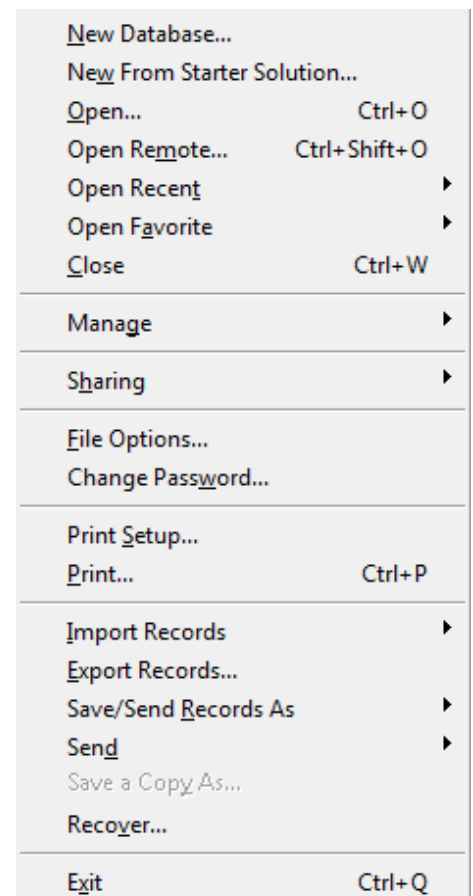 New Database...
New From Starter Solution...
Open... Ctrl+O
Open Remote... Ctrl+Shift+O
Open Recent
Open Favorite
Close Ctrl+W
Manage
Sharing
File Options...
Change Password...
Print Setup...
Print... Ctrl+P
Import Records
Export Records...
Save/Send Records As
Send
Save a Copy As...
Recover...
Exit Ctrl+Q